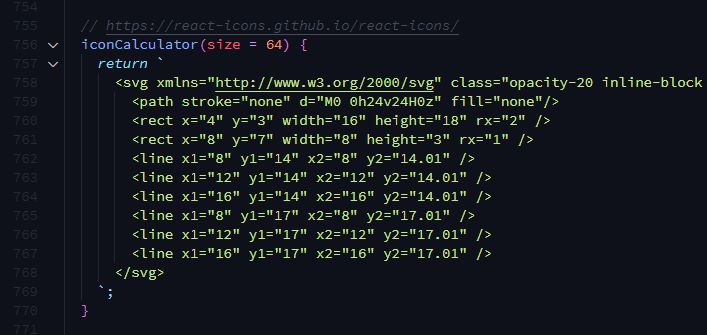 754
755 // https://react-icons.github.io/react-icons/
756 iconCalculator(size = 64) {
757 return `
758 <svg xmlns="http://www.w3.org/2000/svg" class="opacity-20 inline-block
759 <path stroke="none" d="M0 0h24v24H0z" fill="none"/>
760 <rect x="4" y="3" width="16" height="18" rx="2" />
761 <rect x="8" y="7" width="8" height="3" rx="1" />
762 <line x1="8" y1="14" x2="8" y2="14.01" />
763 <line x1="12" y1="14" x2="12" y2="14.01" />
764 <line x1="16" y1="14" x2="16" y2="14.01" />
765 <line x1="8" y1="17" x2="8" y2="17.01" />
766 <line x1="12" y1="17" x2="12" y2="17.01" />
767 <line x1="16" y1="17" x2="16" y2="17.01" />
768 </svg>
769 `;
770 }
771